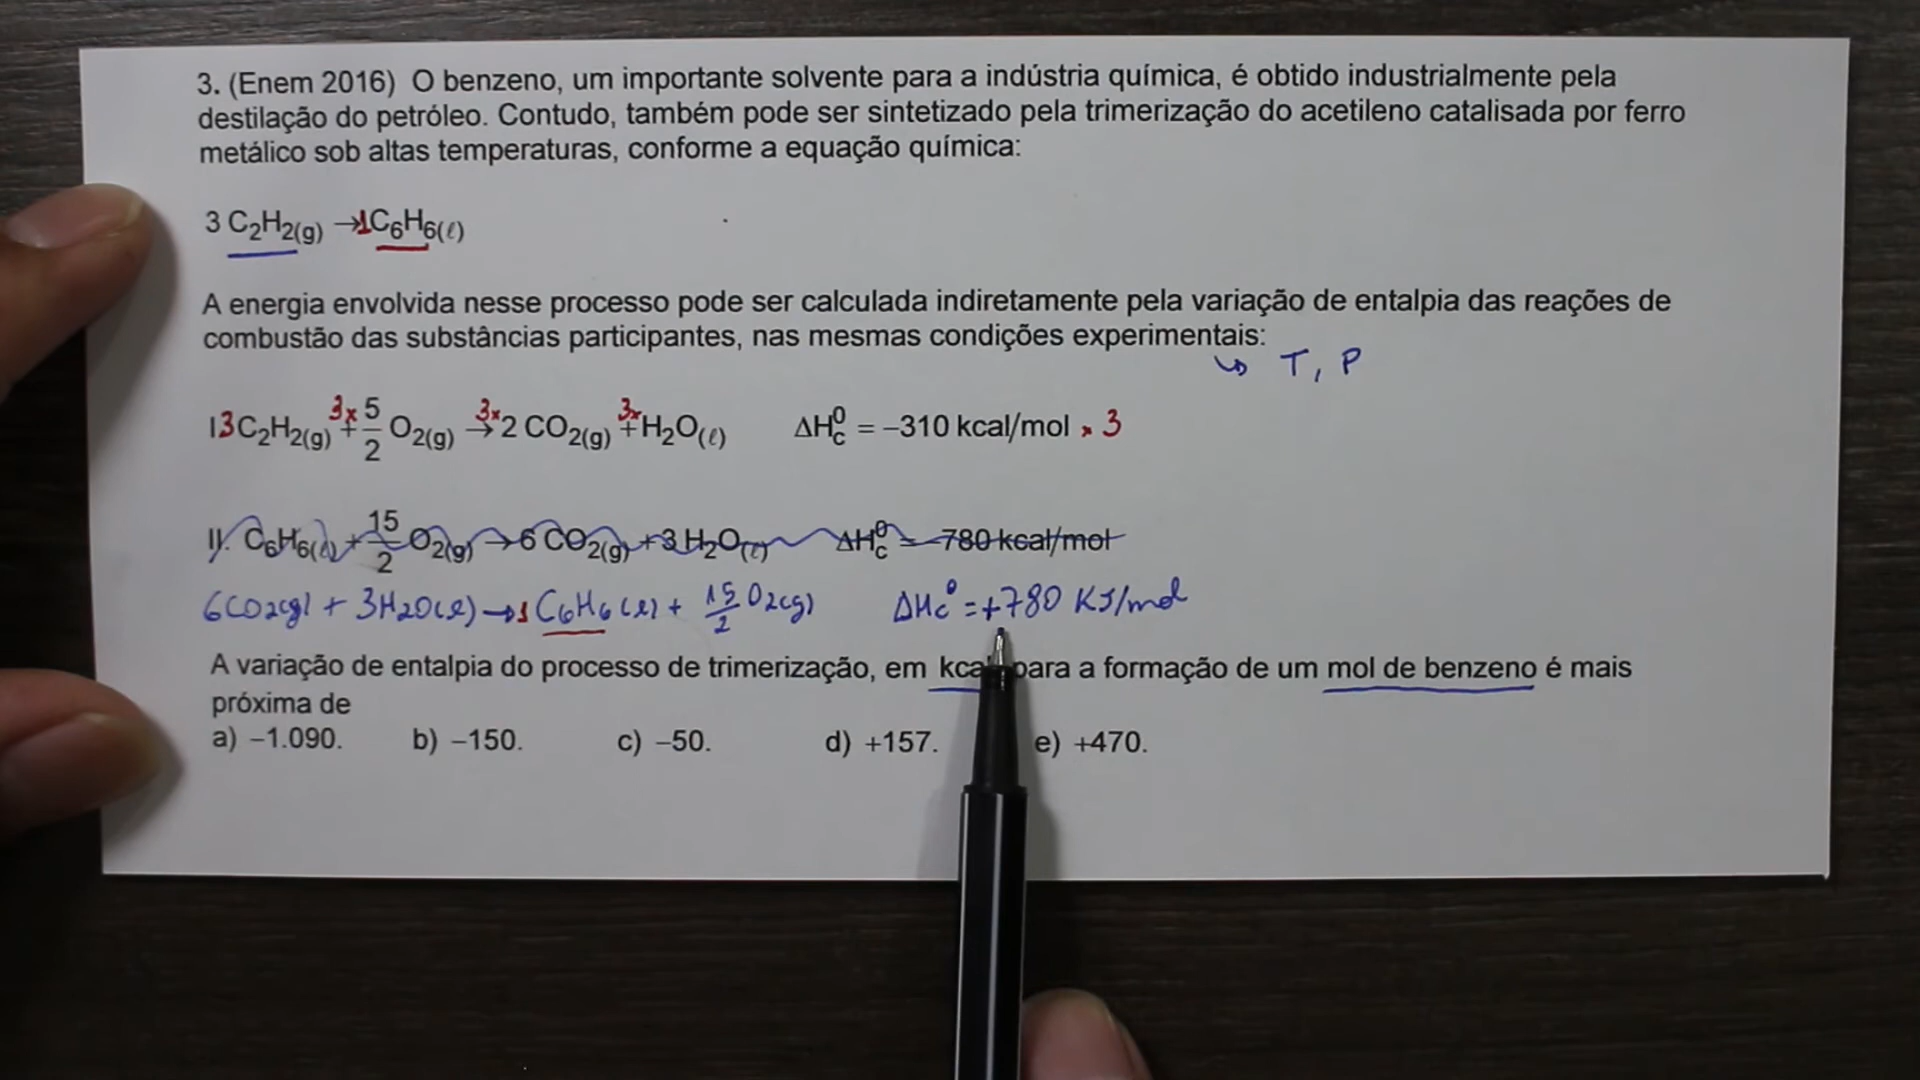 3. (Enem 2016) O benzeno, um importante solvente para a indústria química, é obtido industrialmente pela
destilação do petróleo. Contudo, também pode ser sintetizado pela trimerização do acetileno catalisada por ferro
metálico sob altas temperaturas, conforme a equação química:
3 C₂H₂(g) → 1C₆H₆(ℓ)
A energia envolvida nesse processo pode ser calculada indiretamente pela variação de entalpia das reações de
combustão das substâncias participantes, nas mesmas condições experimentais:
↳ T, P
I 3 C₂H₂(g) 3x + 5/2 O₂(g) 3x → 2 CO₂(g) 3x + H₂O(ℓ) ΔH⁰c = –310 kcal/mol × 3
II. C₆H₆(ℓ) + 15/2 O₂(g) → 6 CO₂(g) + 3 H₂O(ℓ) ΔH⁰c = –780 kcal/mol
6CO2(g) + 3H2O(ℓ) → 1 C6H6(ℓ) + 15/2 O2(g) ΔHc⁰ = +780 KJ/mol
A variação de entalpia do processo de trimerização, em kcal para a formação de um mol de benzeno é mais
próxima de
a) –1.090. b) –150. c) –50. d) +157. e) +470.